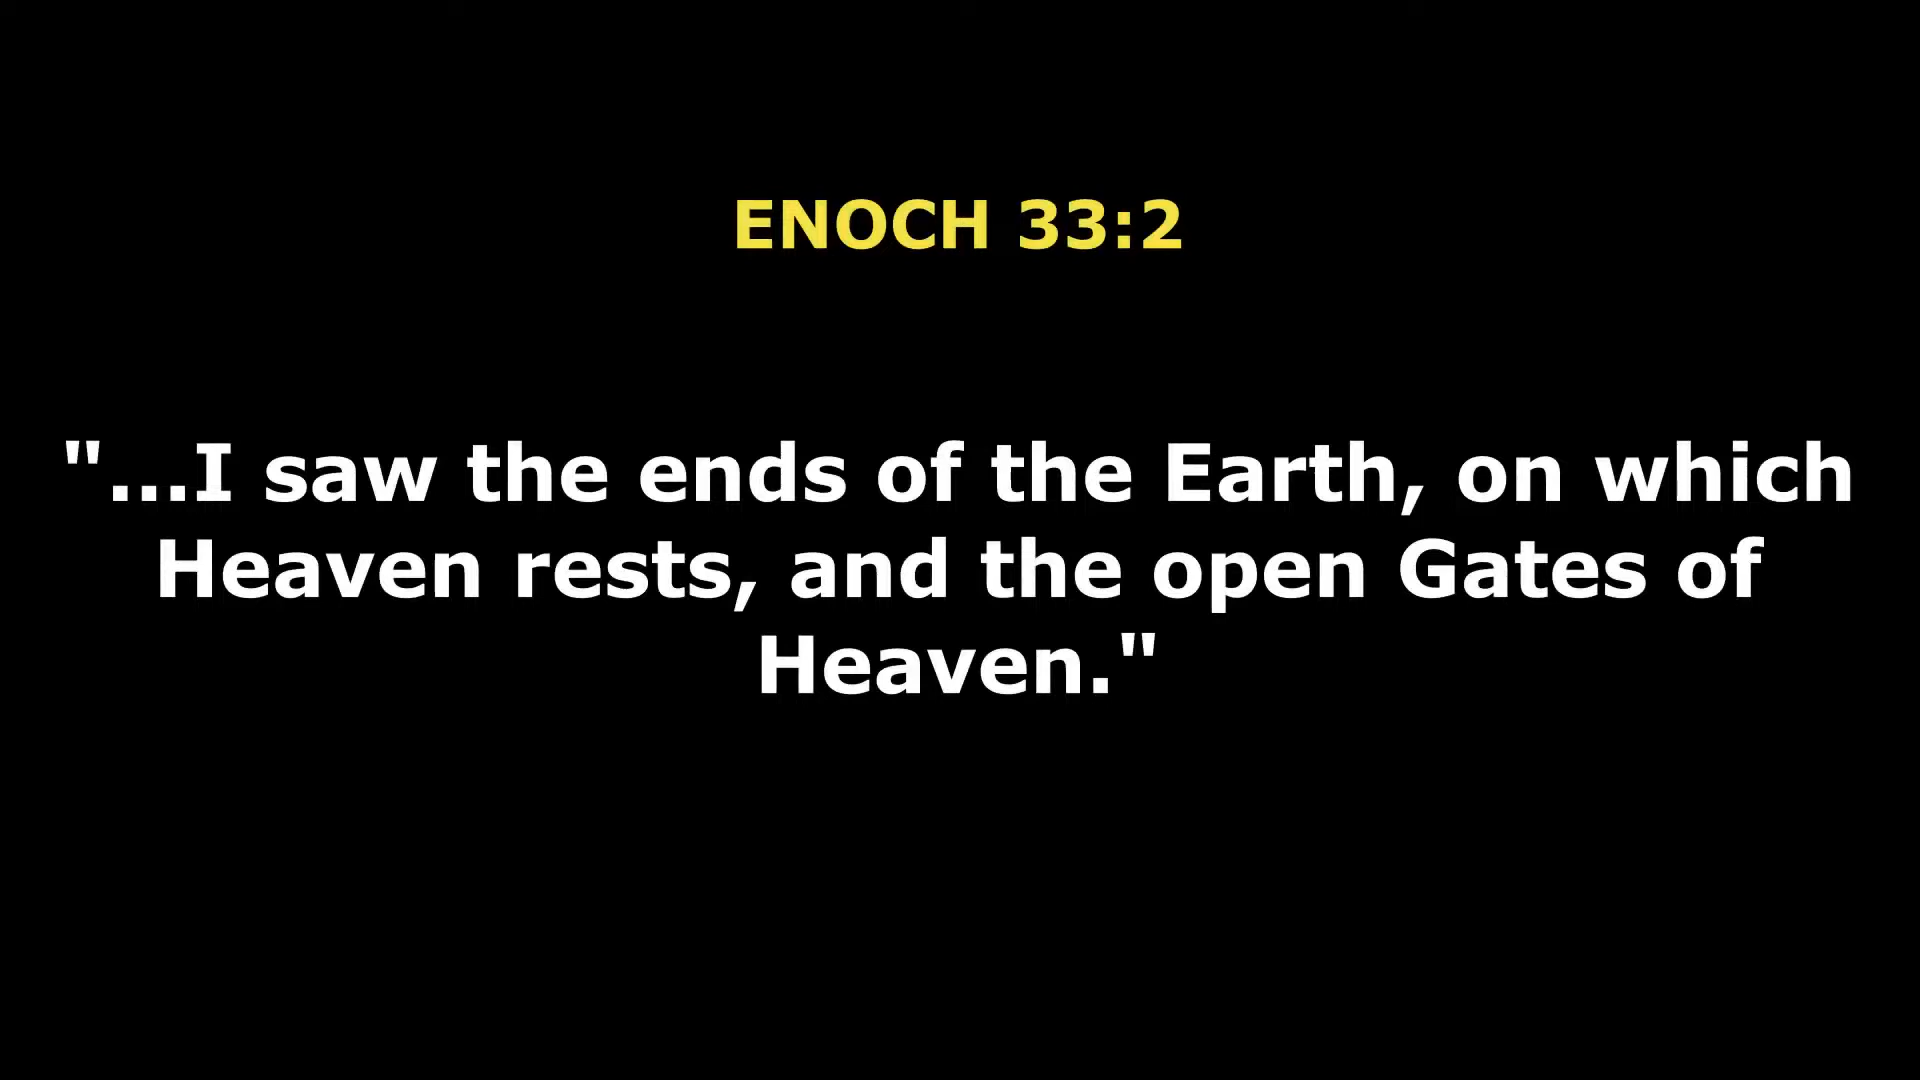 ENOCH 33:2
"...I saw the ends of the Earth, on which
Heaven rests, and the open Gates of
Heaven."